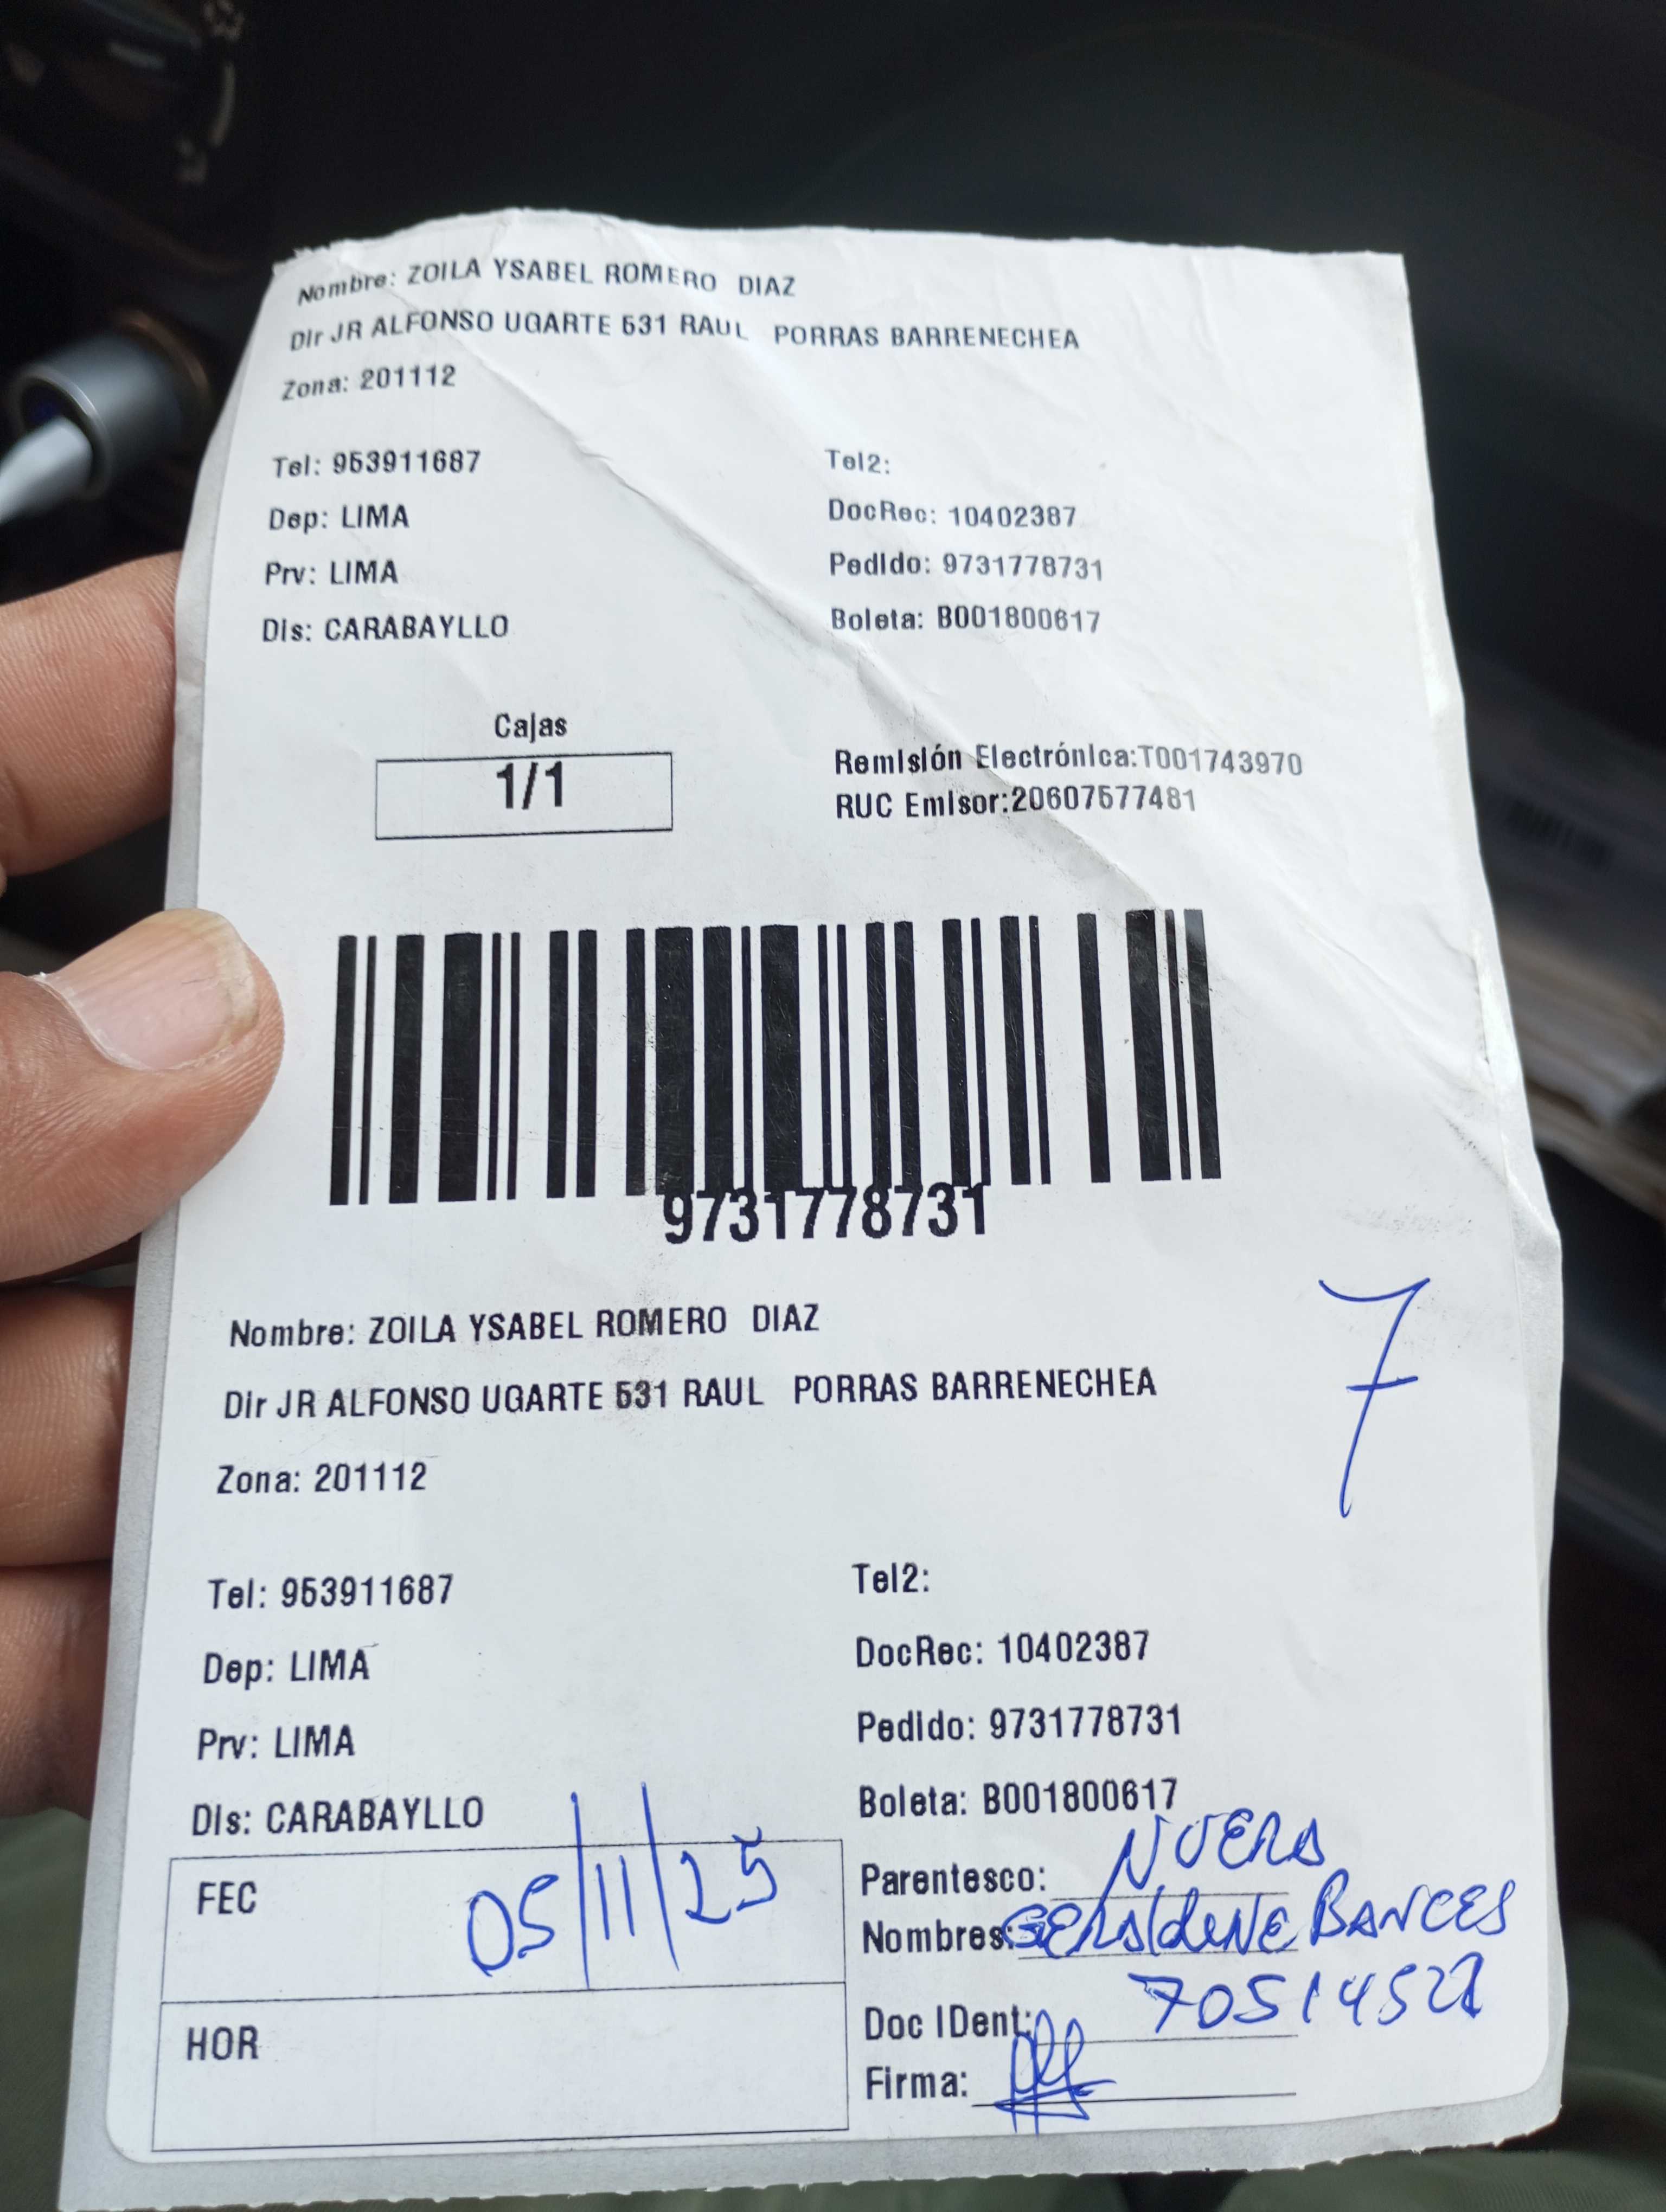 Nombre: ZOILA YSABEL ROMERO DIAZ
Dir JR ALFONSO UGARTE 531 RAUL PORRAS BARRENECHEA
Zona: 201112
Tel: 953911687 Tel2:
Dep: LIMA DocRec: 10402387
Prv: LIMA Pedido: 9731778731
Dis: CARABAYLLO Boleta: B001800617
Cajas
1/1
Remisión Electrónica:T001743970
RUC Emisor:20607577481
9731778731
7
Nombre: ZOILA YSABEL ROMERO DIAZ
Dir JR ALFONSO UGARTE 531 RAUL PORRAS BARRENECHEA
Zona: 201112
Tel: 953911687 Tel2:
Dep: LIMA DocRec: 10402387
Prv: LIMA Pedido: 9731778731
Dis: CARABAYLLO Boleta: B001800617
FEC 05/11/25
HOR
Parentesco: NUERA
Nombres: GERALDINE BANCES
Doc IDent:
Firma: